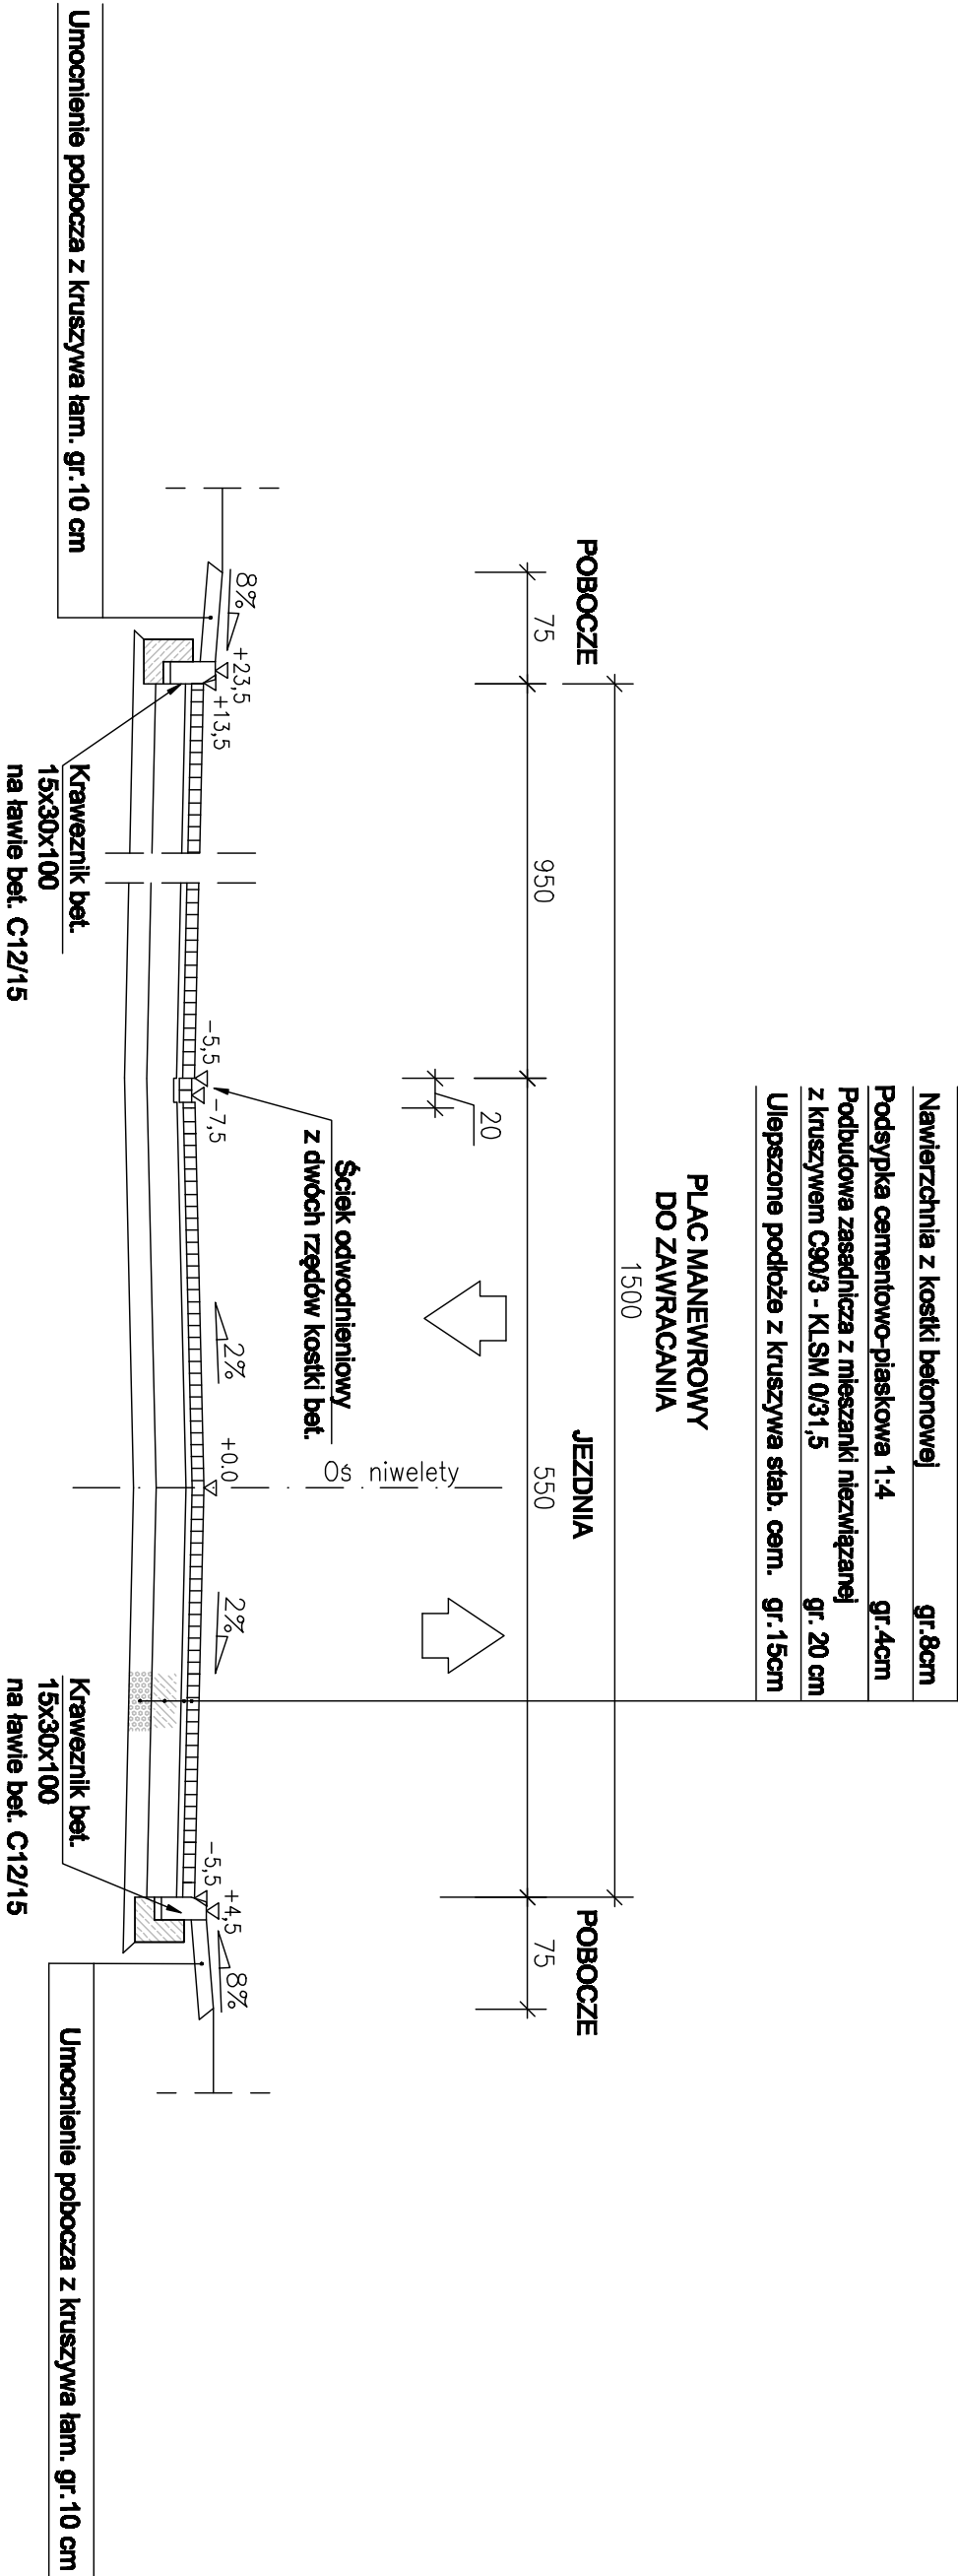 Nawierzchnia z kostki betonowej gr.8cm
Podsypka cementowo-piaskowa 1:4 gr.4cm
Podbudowa zasadnicza z mieszanki niezwiązanej
z kruszywem C90/3 - KŁSM 0/31,5 gr. 20 cm
Ulepszone podłoże z kruszywa stab. cem. gr.15cm
PLAC MANEWROWY
DO ZAWRACANIA
1500
POBOCZE
JEZDNIA
POBOCZE
75
950
550
75
20
Oś niwelety
Ściek odwodnieniowy
z dwóch rzędów kostki bet.
8%
+23,5
+13,5
-5,5
-7,5
2%
+0.0
2%
-5,5
+4,5
8%
Kraweznik bet.
15x30x100
na ławie bet. C12/15
Kraweznik bet.
15x30x100
na ławie bet. C12/15
Umocnienie pobocza z kruszywa łam. gr.10 cm
Umocnienie pobocza z kruszywa łam. gr.10 cm